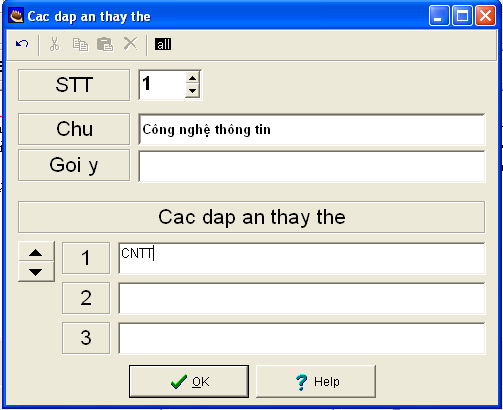 Cac dap an thay the
all
STT 1
Chu Công nghệ thông tin
Goi y
Cac dap an thay the
1 CNTT
2
3
OK Help